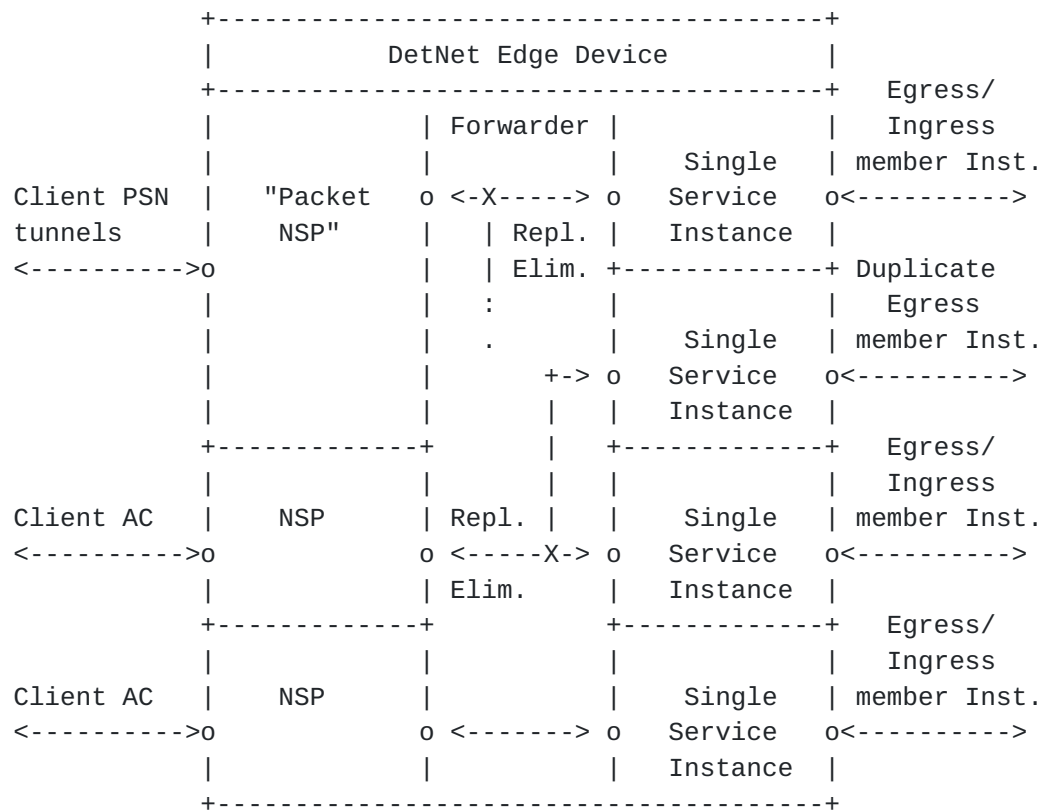 DetNet Edge Device
Egress/
Forwarder Ingress
Single member Inst.
Client PSN "Packet o <-X-----> o Service o<---------->
tunnels NSP" Repl. Instance
<---------->o Elim. Duplicate
: Egress
. Single member Inst.
+-> o Service o<---------->
Instance
Egress/
Ingress
Client AC NSP Repl. Single member Inst.
<---------->o o <-----X-> o Service o<---------->
Elim. Instance
Egress/
Ingress
Client AC NSP Single member Inst.
<---------->o o <-------> o Service o<---------->
Instance